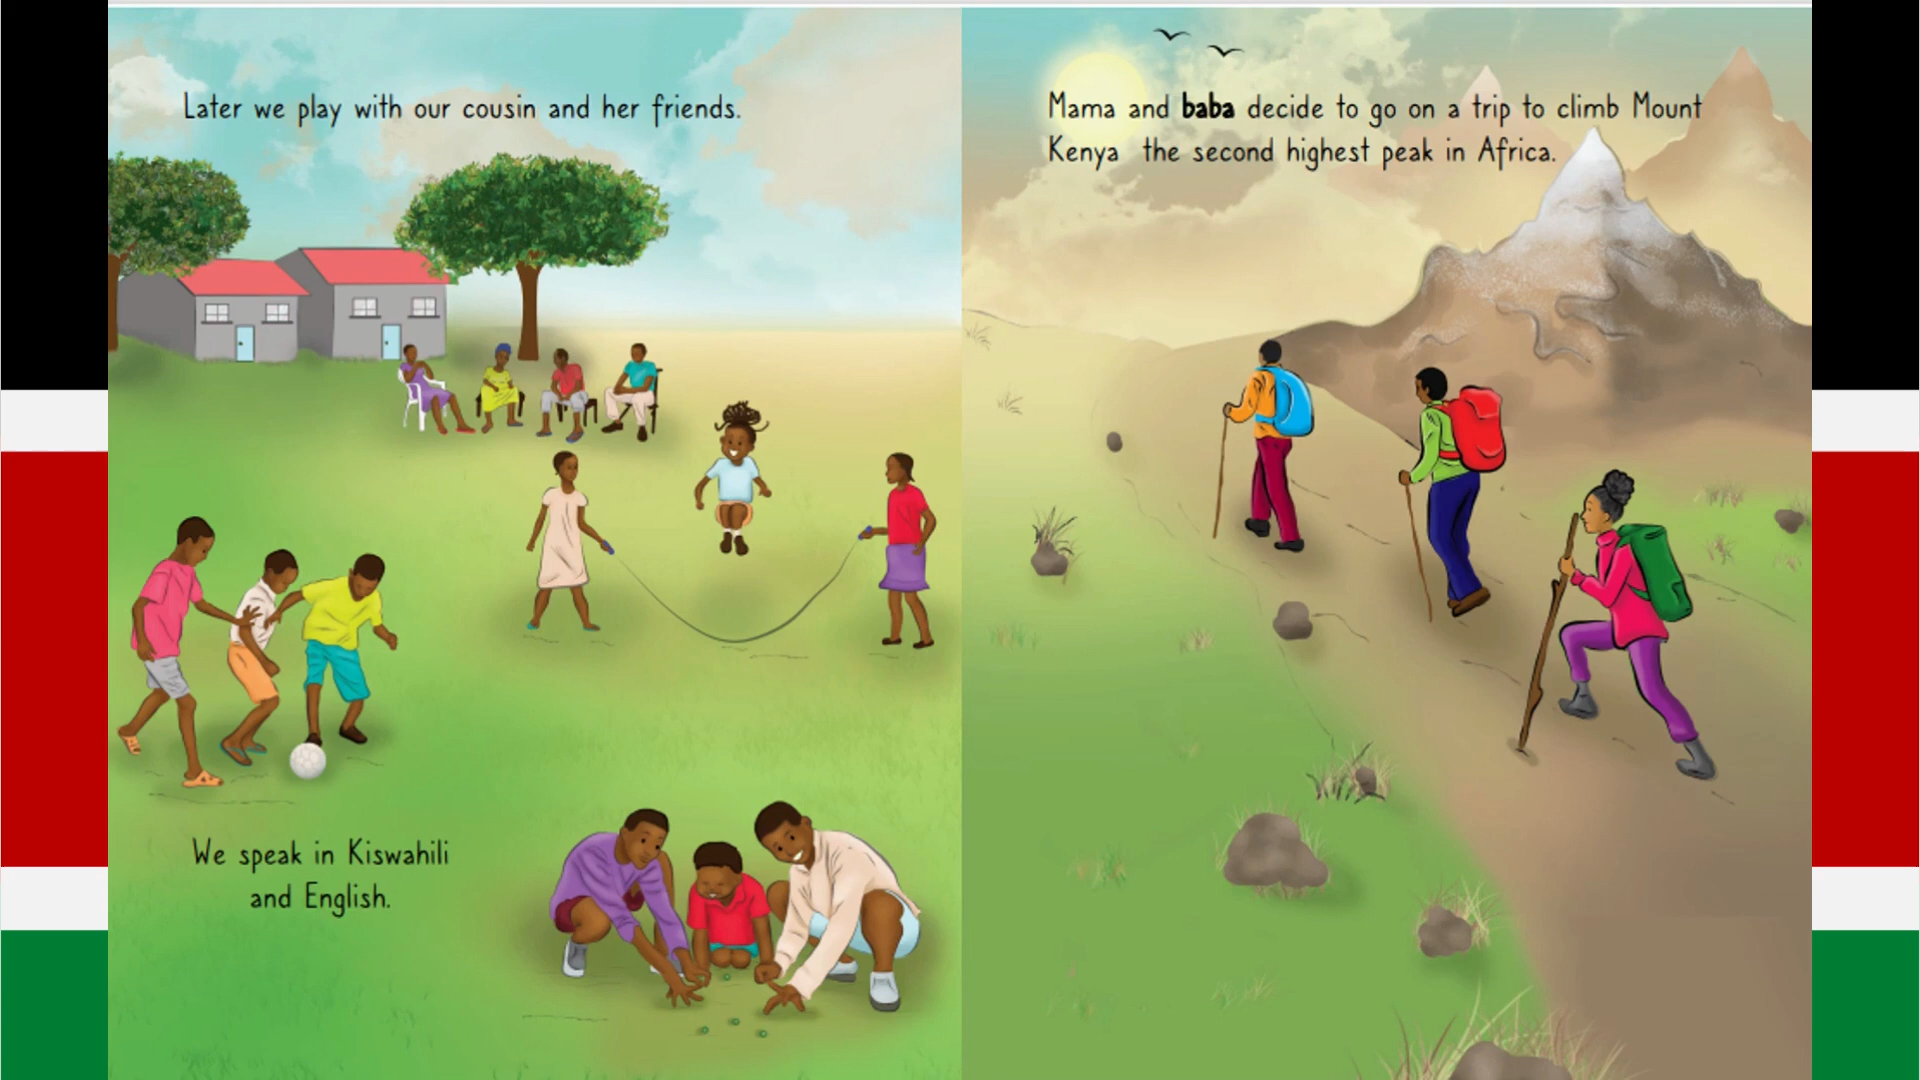 Later we play with our cousin and her friends.
We speak in Kiswahili
and English.
Mama and baba decide to go on a trip to climb Mount
Kenya the second highest peak in Africa.